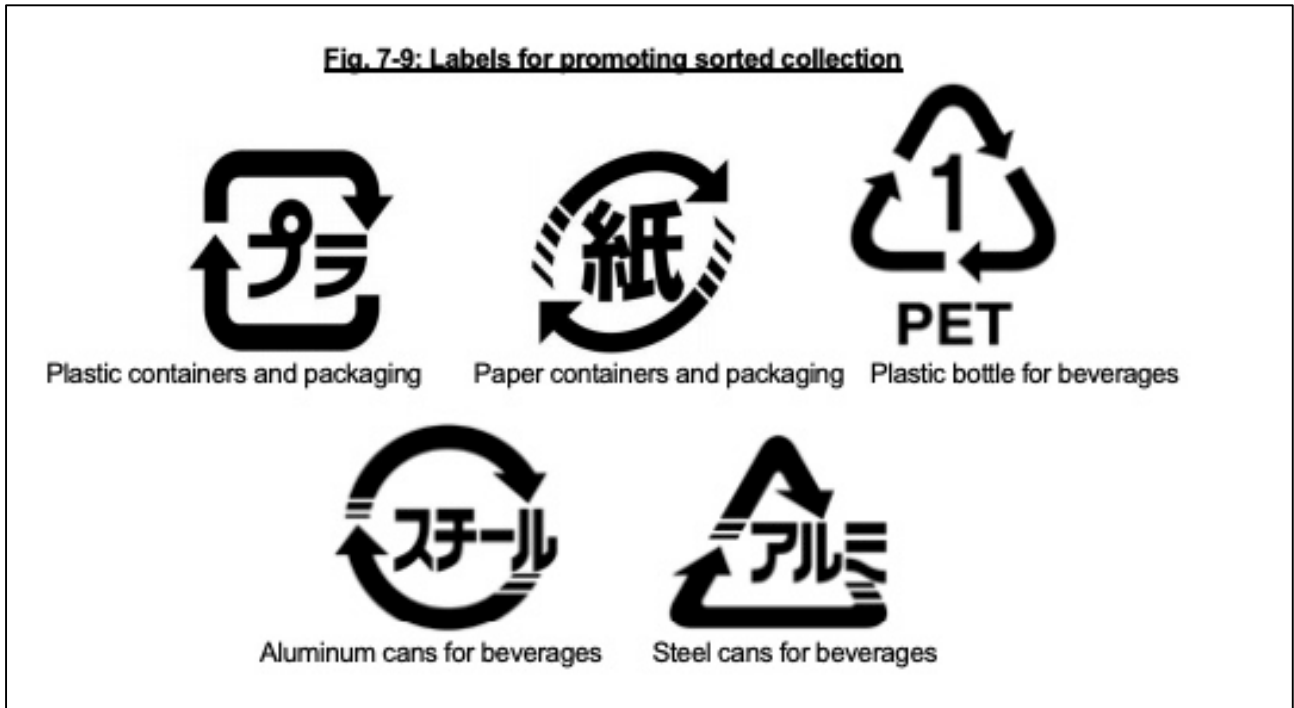 Fig. 7-9: Labels for promoting sorted collection
プラ
紙
1
PET
Plastic containers and packaging
Paper containers and packaging
Plastic bottle for beverages
スチール
アルミ
Aluminum cans for beverages
Steel cans for beverages